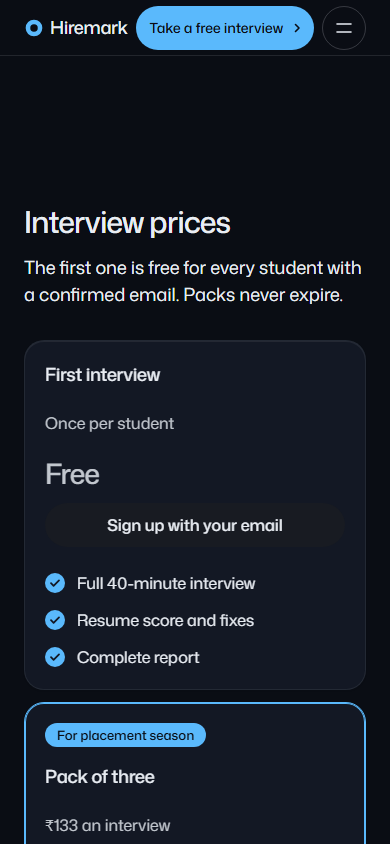 Hiremark
Take a free interview
Interview prices
The first one is free for every student with
a confirmed email. Packs never expire.
First interview
Once per student
Free
Sign up with your email
Full 40-minute interview
Resume score and fixes
Complete report
For placement season
Pack of three
₹133 an interview